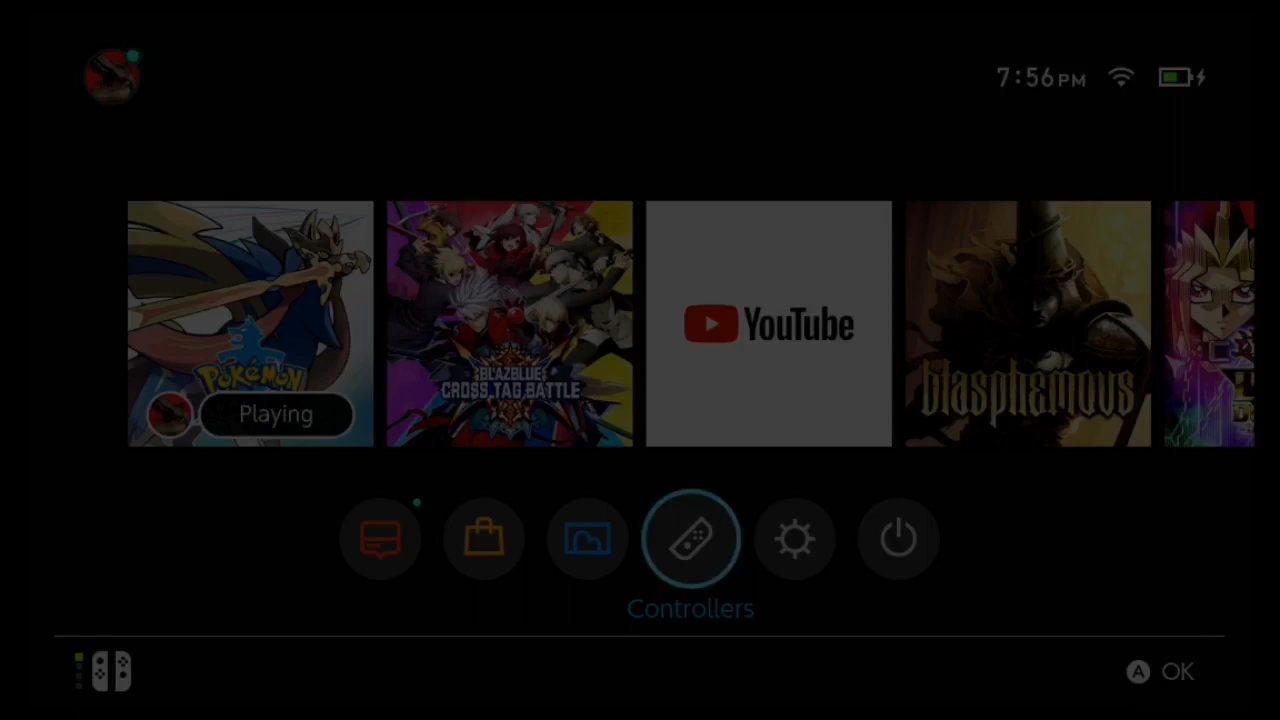 7:56 PM
POKÉMON
Playing
BLAZBLUE
CROSS TAG BATTLE
YouTube
blasphemous
Controllers
A OK